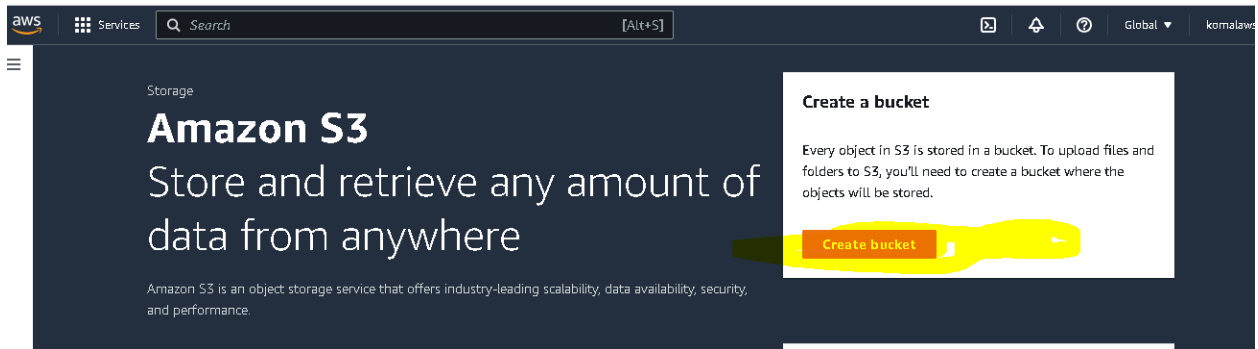 aws
Services
Search
[Alt+S]
Global
komalaws
Storage
Amazon S3
Store and retrieve any amount of
data from anywhere
Amazon S3 is an object storage service that offers industry-leading scalability, data availability, security,
and performance.
Create a bucket
Every object in S3 is stored in a bucket. To upload files and
folders to S3, you'll need to create a bucket where the
objects will be stored.
Create bucket